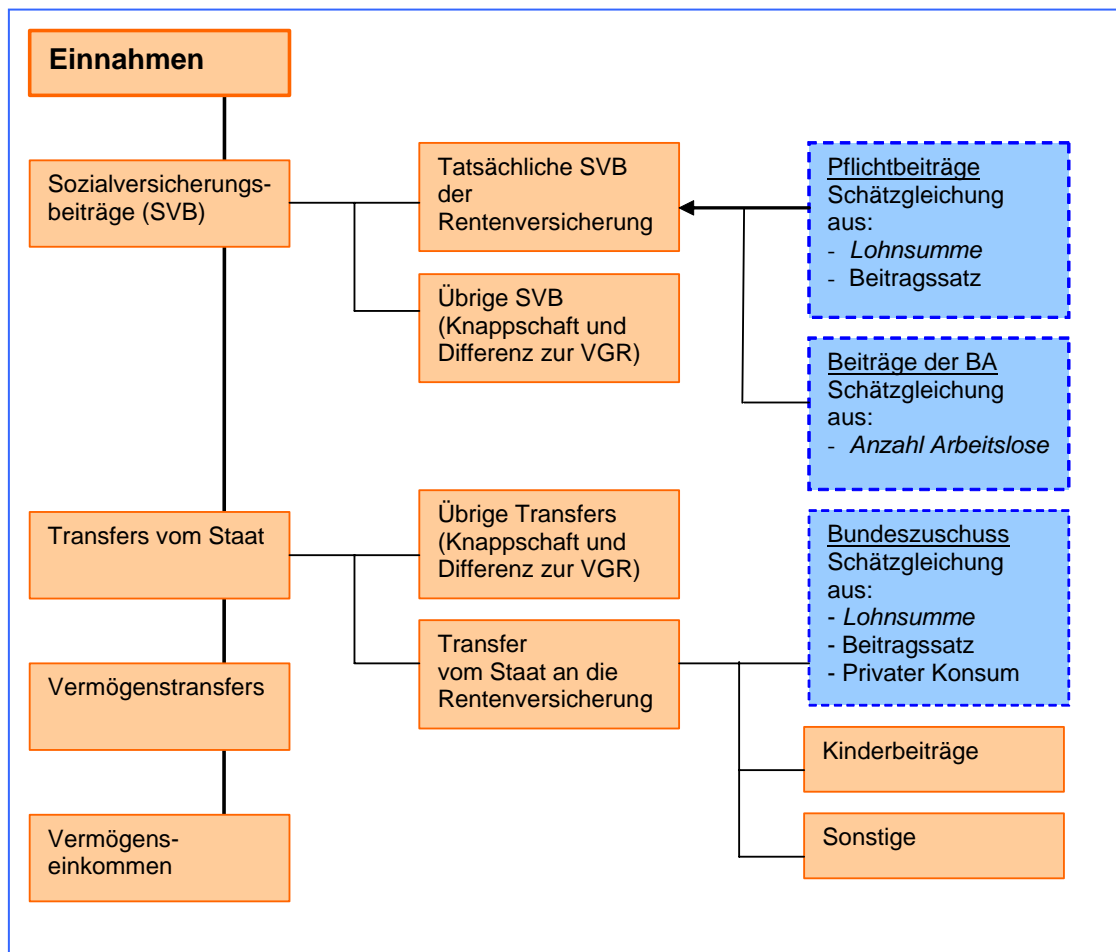 Einnahmen
Sozialversicherungs-
beiträge (SVB)
Tatsächliche SVB
der
Rentenversicherung
Pflichtbeiträge
Schätzgleichung
aus:
- Lohnsumme
- Beitragssatz
Übrige SVB
(Knappschaft und
Differenz zur VGR)
Beiträge der BA
Schätzgleichung
aus:
- Anzahl Arbeitslose
Transfers vom Staat
Übrige Transfers
(Knappschaft und
Differenz zur VGR)
Bundeszuschuss
Schätzgleichung
aus:
- Lohnsumme
- Beitragssatz
- Privater Konsum
Transfer
vom Staat an die
Rentenversicherung
Vermögenstransfers
Kinderbeiträge
Sonstige
Vermögens-
einkommen